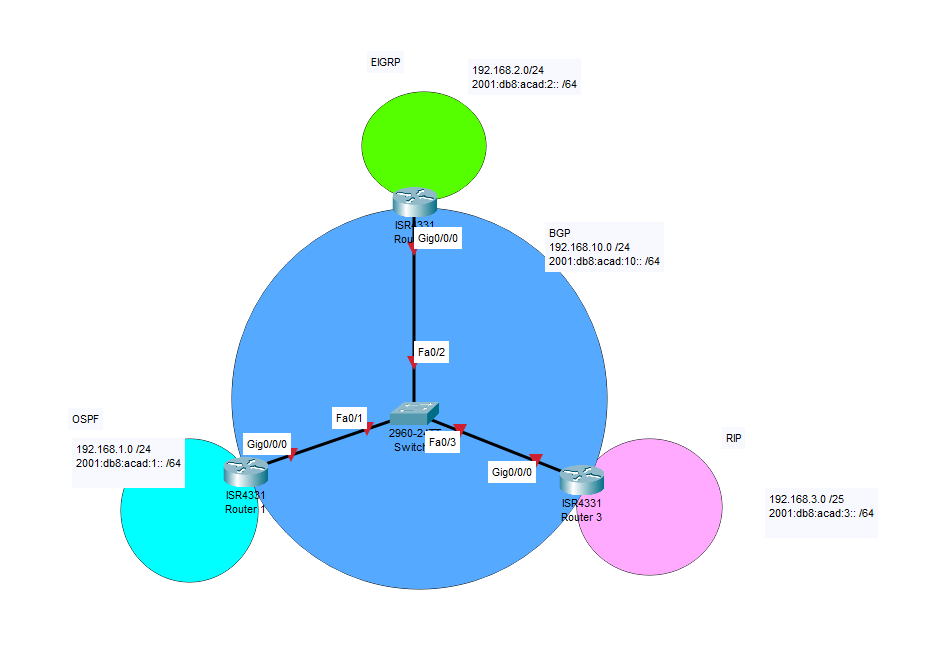 EIGRP
192.168.2.0/24
2001:db8:acad:2:: /64
ISR4331
Gig0/0/0
BGP
192.168.10.0 /24
2001:db8:acad:10:: /64
Fa0/2
OSPF
192.168.1.0 /24
2001:db8:acad:1:: /64
Fa0/1
Fa0/3
Gig0/0/0
Gig0/0/0
ISR4331
Router 1
ISR4331
Router 3
RIP
192.168.3.0 /25
2001:db8:acad:3:: /64